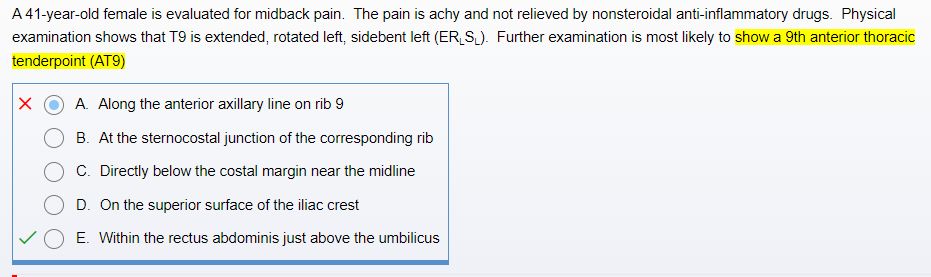 A 41-year-old female is evaluated for midback pain. The pain is achy and not relieved by nonsteroidal anti-inflammatory drugs. Physical
examination shows that T9 is extended, rotated left, sidebent left (ERLSL). Further examination is most likely to show a 9th anterior thoracic
tenderpoint (AT9)
A. Along the anterior axillary line on rib 9
B. At the sternocostal junction of the corresponding rib
C. Directly below the costal margin near the midline
D. On the superior surface of the iliac crest
E. Within the rectus abdominis just above the umbilicus